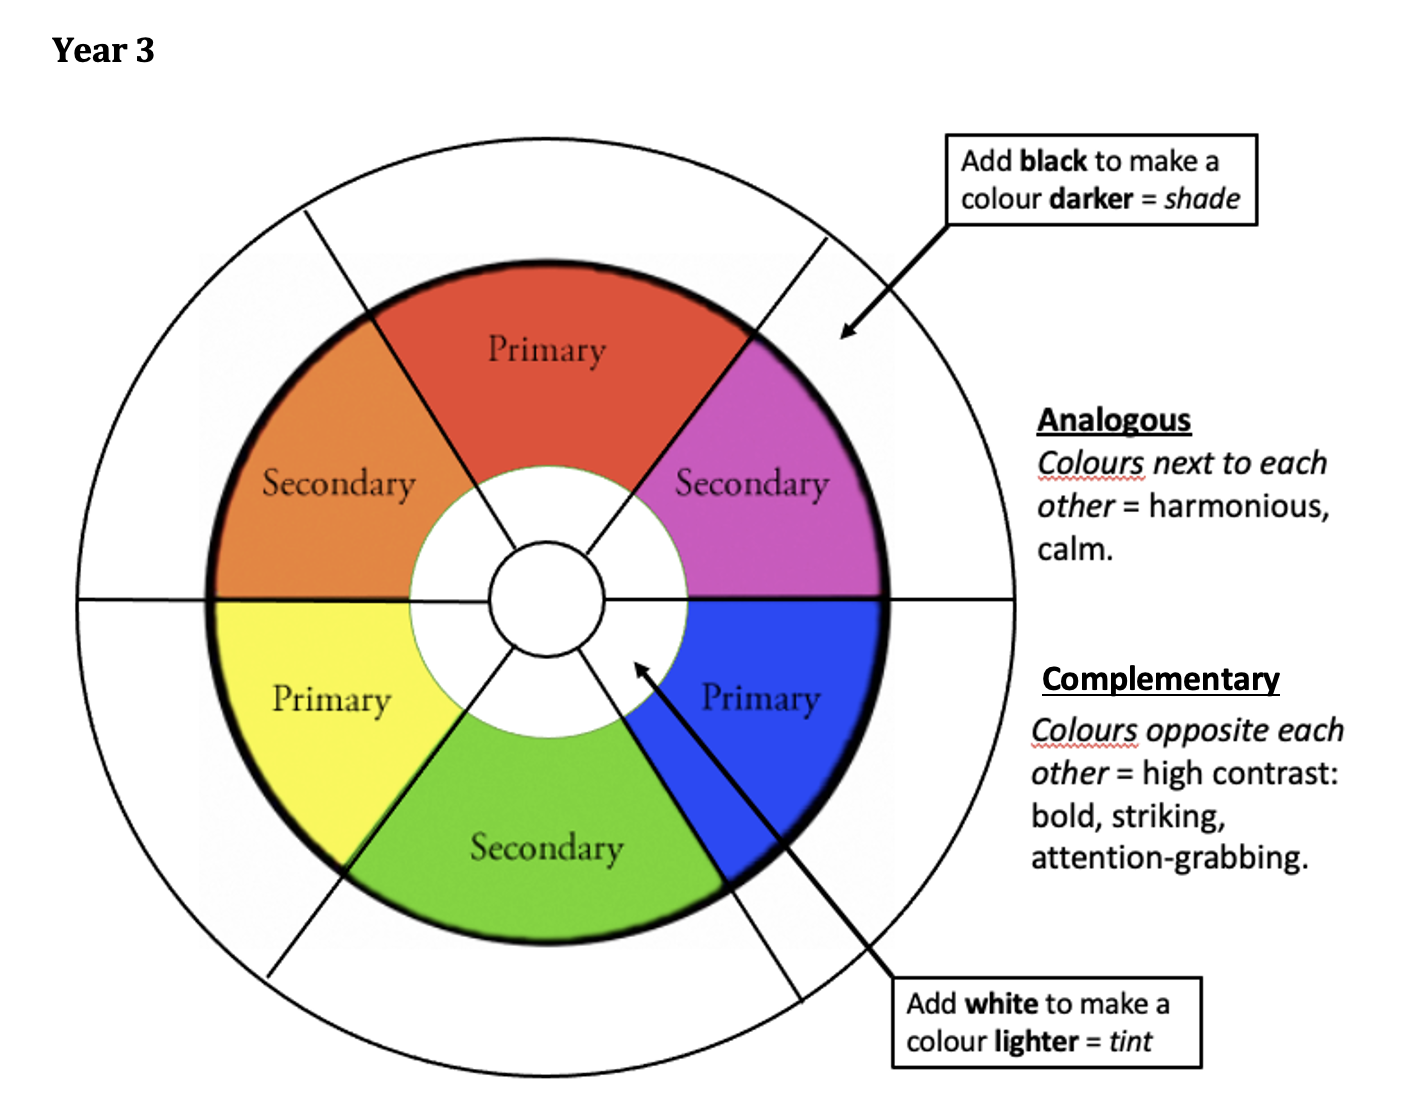 Year 3
Add black to make a
colour darker = shade
Primary
Secondary
Secondary
Analogous
Colours next to each
other = harmonious,
calm.
Primary
Primary
Secondary
Complementary
Colours opposite each
other = high contrast:
bold, striking,
attention-grabbing.
Add white to make a
colour lighter = tint